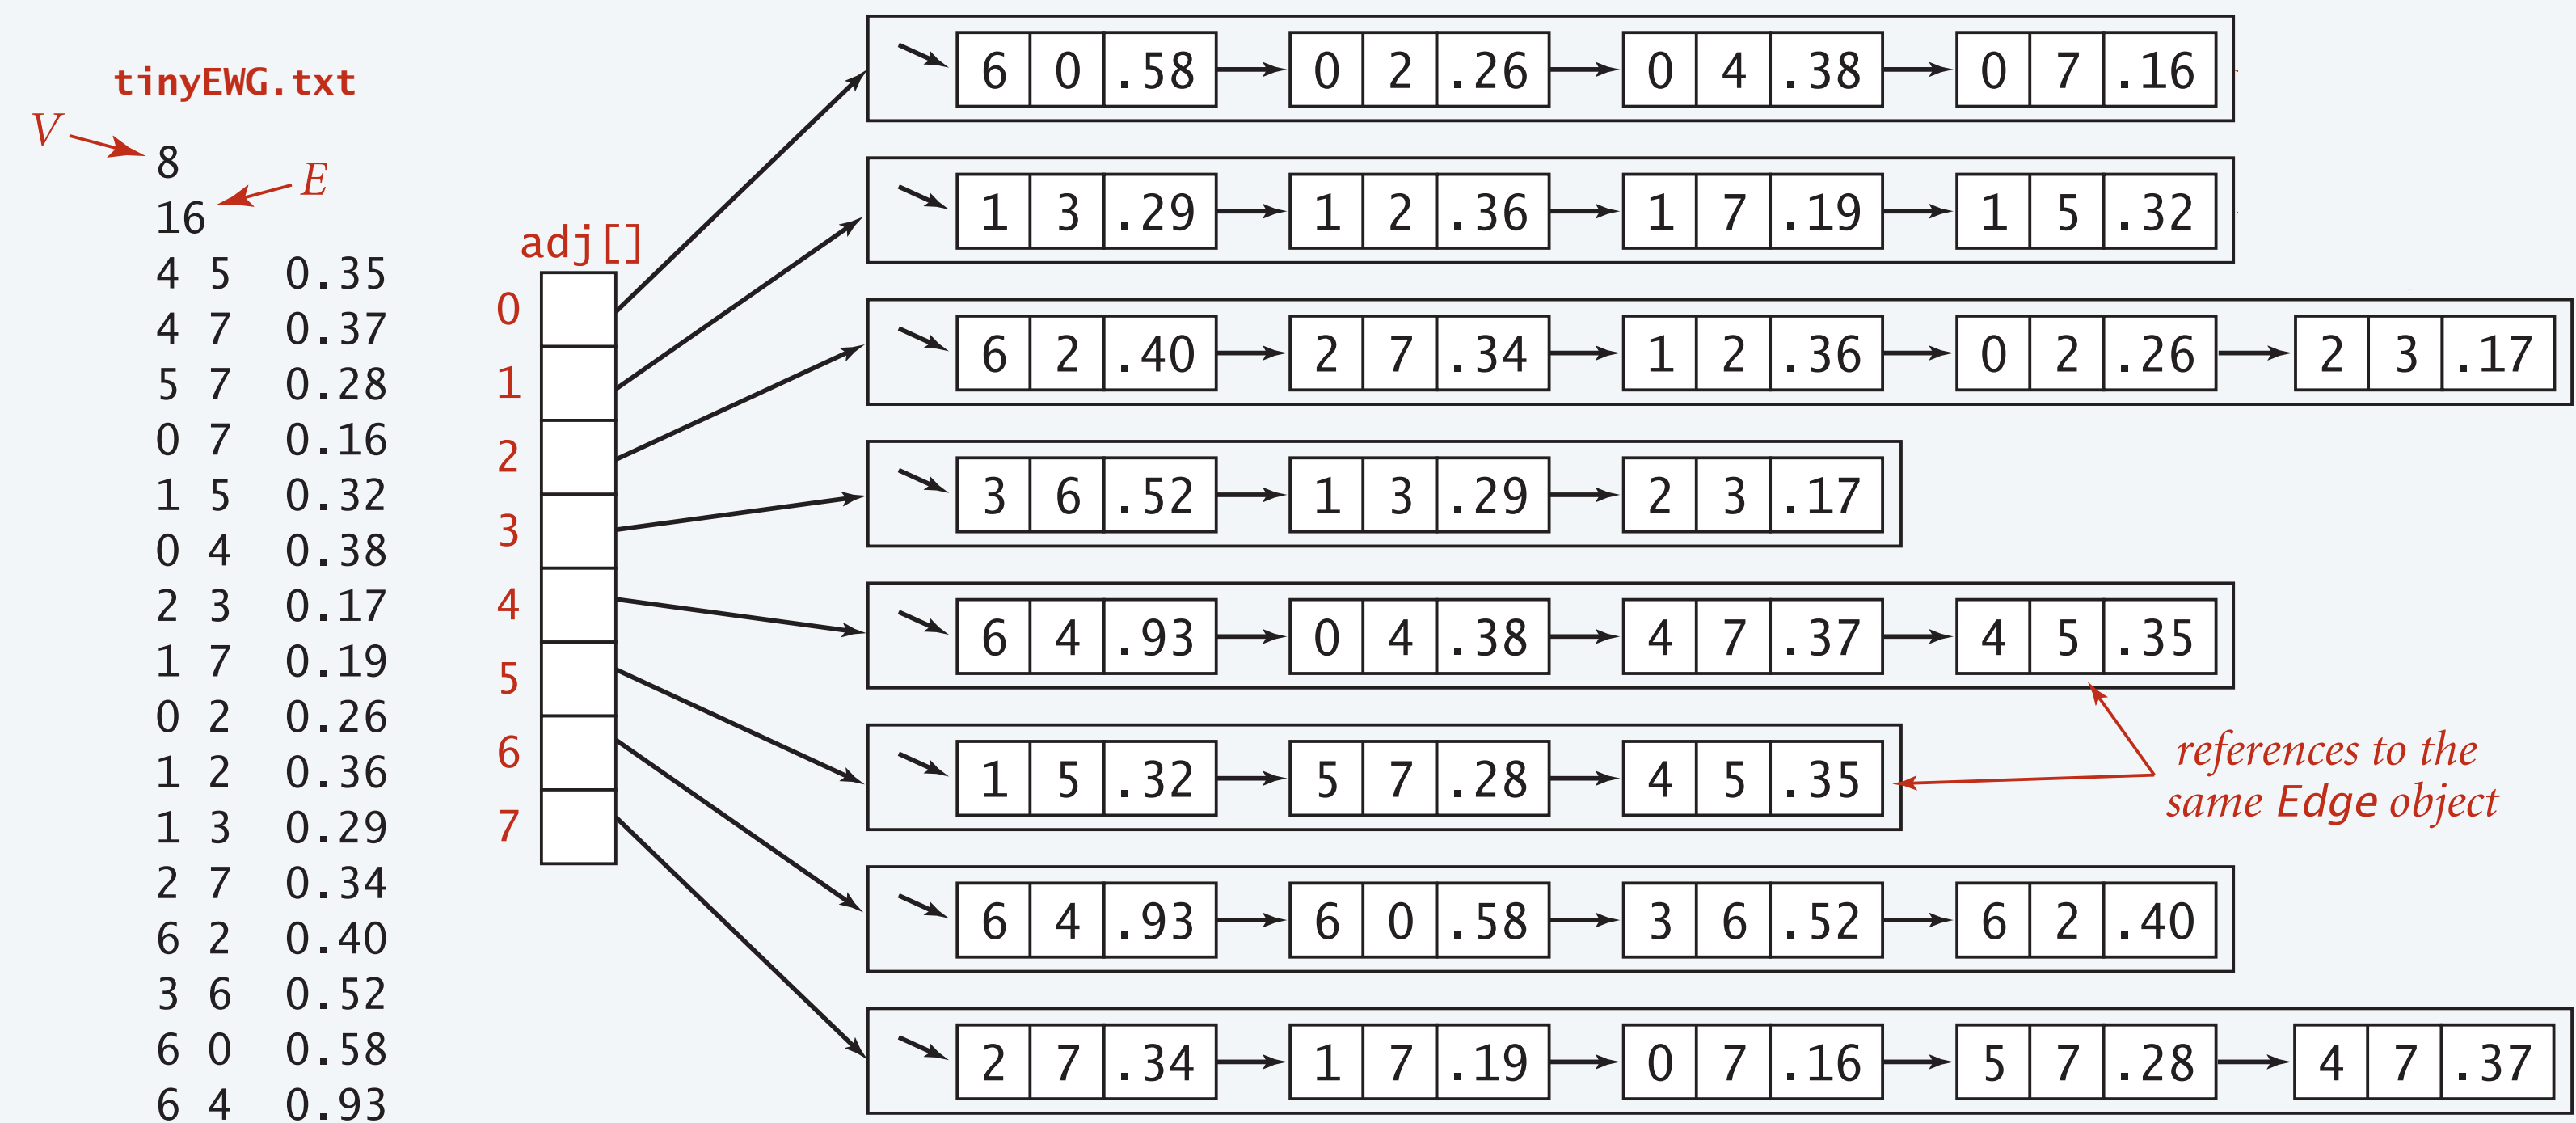 tinyEWG.txt
V
8
E
16
4 5 0.35
4 7 0.37
5 7 0.28
0 7 0.16
1 5 0.32
0 4 0.38
2 3 0.17
1 7 0.19
0 2 0.26
1 2 0.36
1 3 0.29
2 7 0.34
6 2 0.40
3 6 0.52
6 0 0.58
6 4 0.93
adj[]
0
1
2
3
4
5
6
7
6 0 .58 0 2 .26 0 4 .38 0 7 .16
1 3 .29 1 2 .36 1 7 .19 1 5 .32
6 2 .40 2 7 .34 1 2 .36 0 2 .26 2 3 .17
3 6 .52 1 3 .29 2 3 .17
6 4 .93 0 4 .38 4 7 .37 4 5 .35
1 5 .32 5 7 .28 4 5 .35
references to the
same Edge object
6 4 .93 6 0 .58 3 6 .52 6 2 .40
2 7 .34 1 7 .19 0 7 .16 5 7 .28 4 7 .37